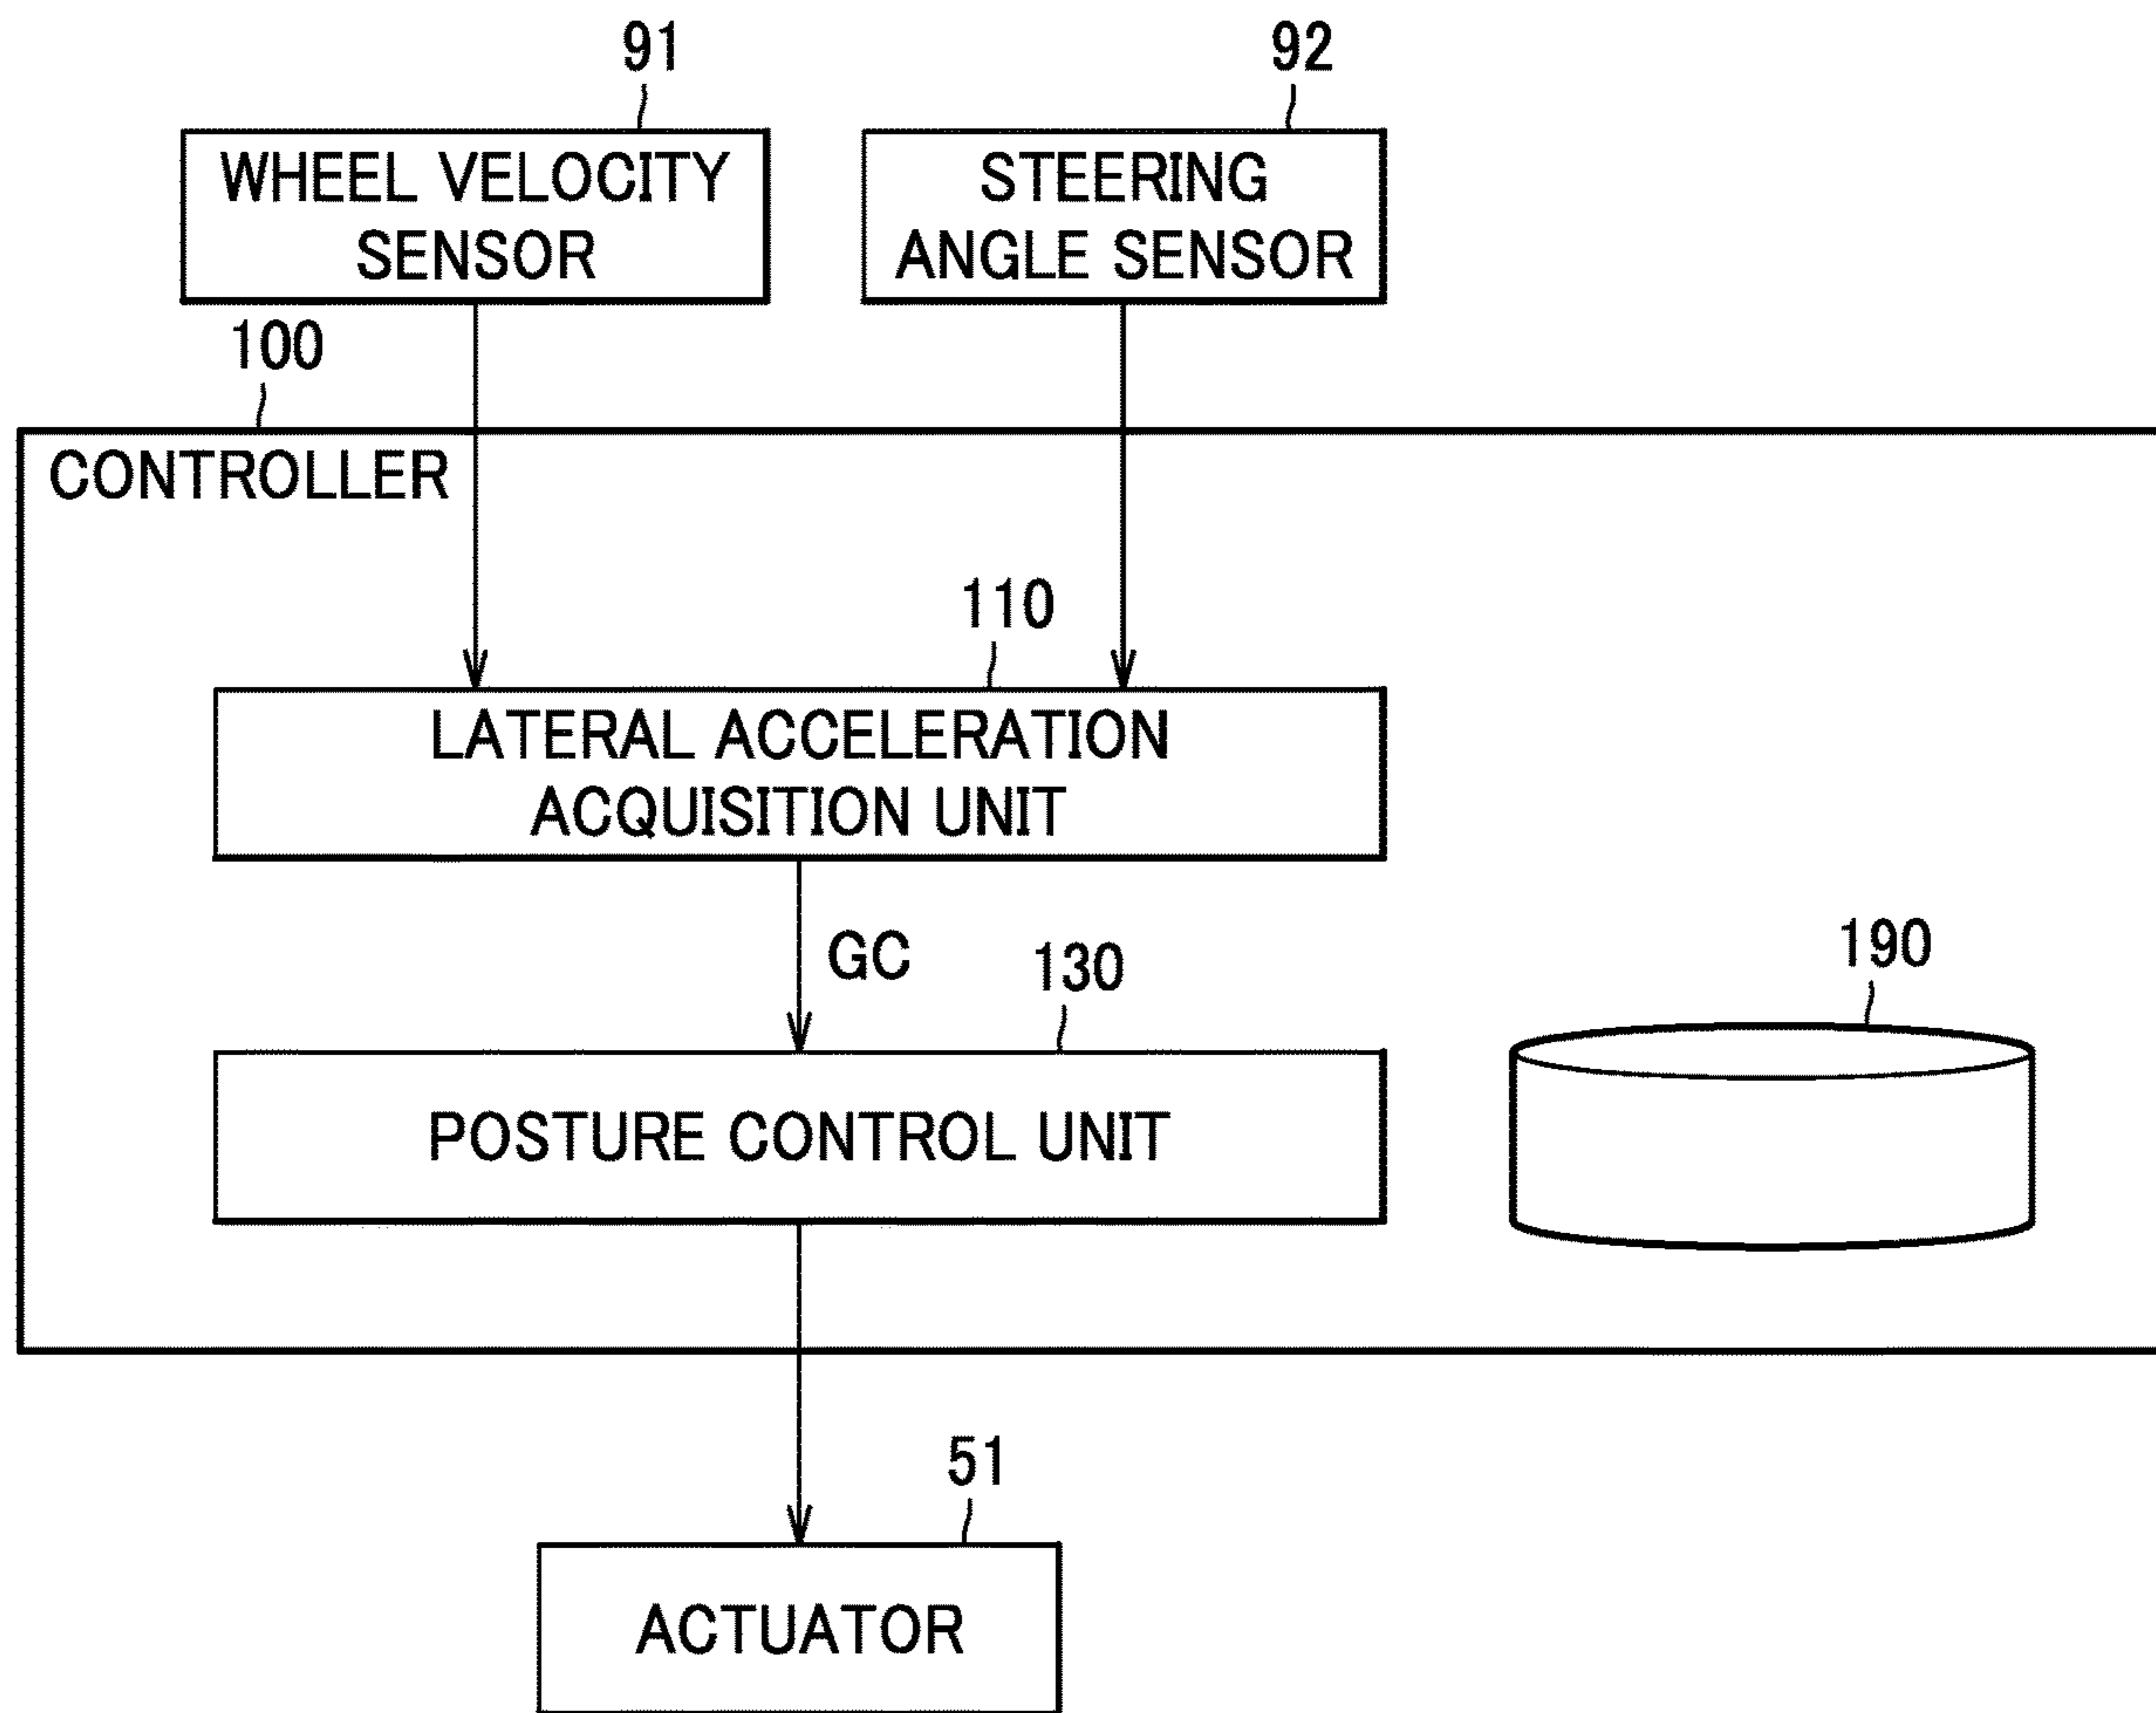 91
92
WHEEL VELOCITY
SENSOR
STEERING
ANGLE SENSOR
100
CONTROLLER
110
LATERAL ACCELERATION
ACQUISITION UNIT
GC
130
190
POSTURE CONTROL UNIT
51
ACTUATOR